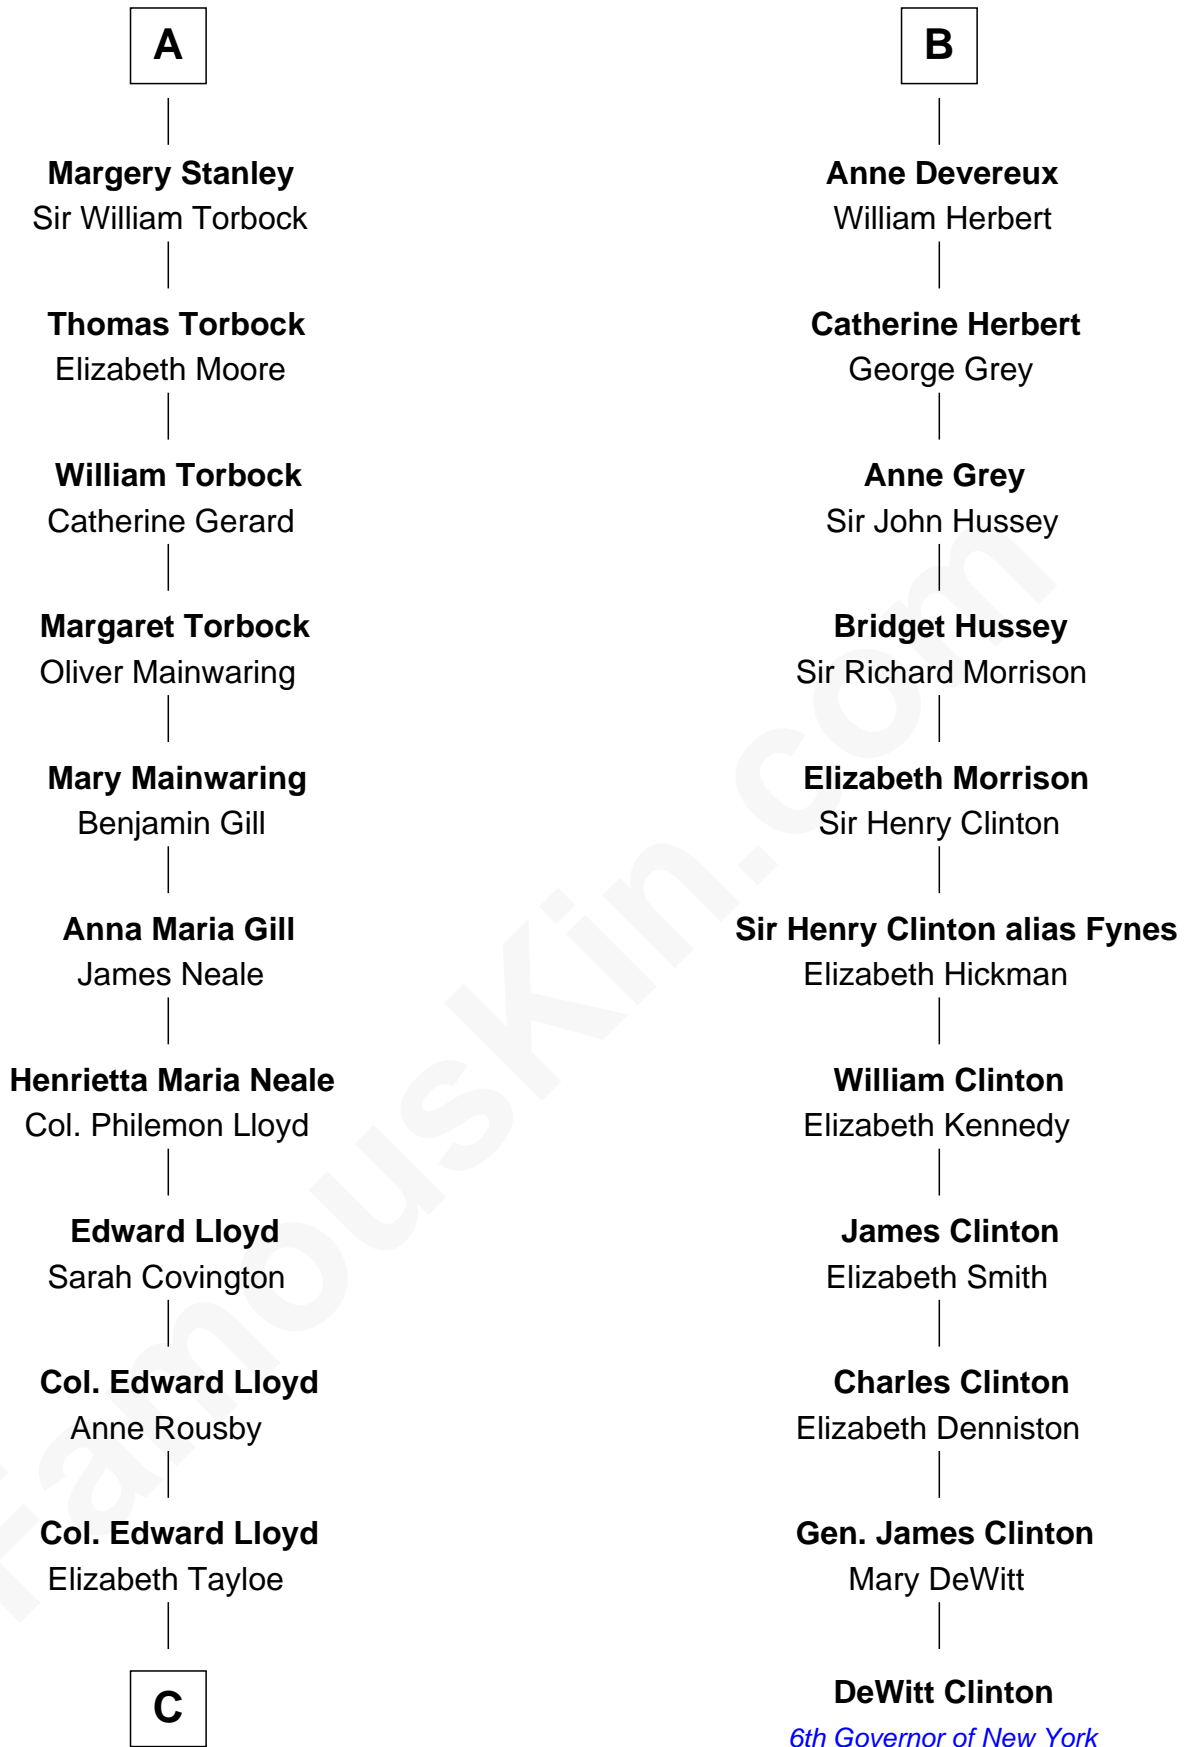 A
Margery Stanley
Sir William Torbock
Thomas Torbock
Elizabeth Moore
William Torbock
Catherine Gerard
Margaret Torbock
Oliver Mainwaring
Mary Mainwaring
Benjamin Gill
Anna Maria Gill
James Neale
Henrietta Maria Neale
Col. Philemon Lloyd
Edward Lloyd
Sarah Covington
Col. Edward Lloyd
Anne Rousby
Col. Edward Lloyd
Elizabeth Tayloe
C
B
Anne Devereux
William Herbert
Catherine Herbert
George Grey
Anne Grey
Sir John Hussey
Bridget Hussey
Sir Richard Morrison
Elizabeth Morrison
Sir Henry Clinton
Sir Henry Clinton alias Fynes
Elizabeth Hickman
William Clinton
Elizabeth Kennedy
James Clinton
Elizabeth Smith
Charles Clinton
Elizabeth Denniston
Gen. James Clinton
Mary DeWitt
DeWitt Clinton
6th Governor of New York
FamousKin.com